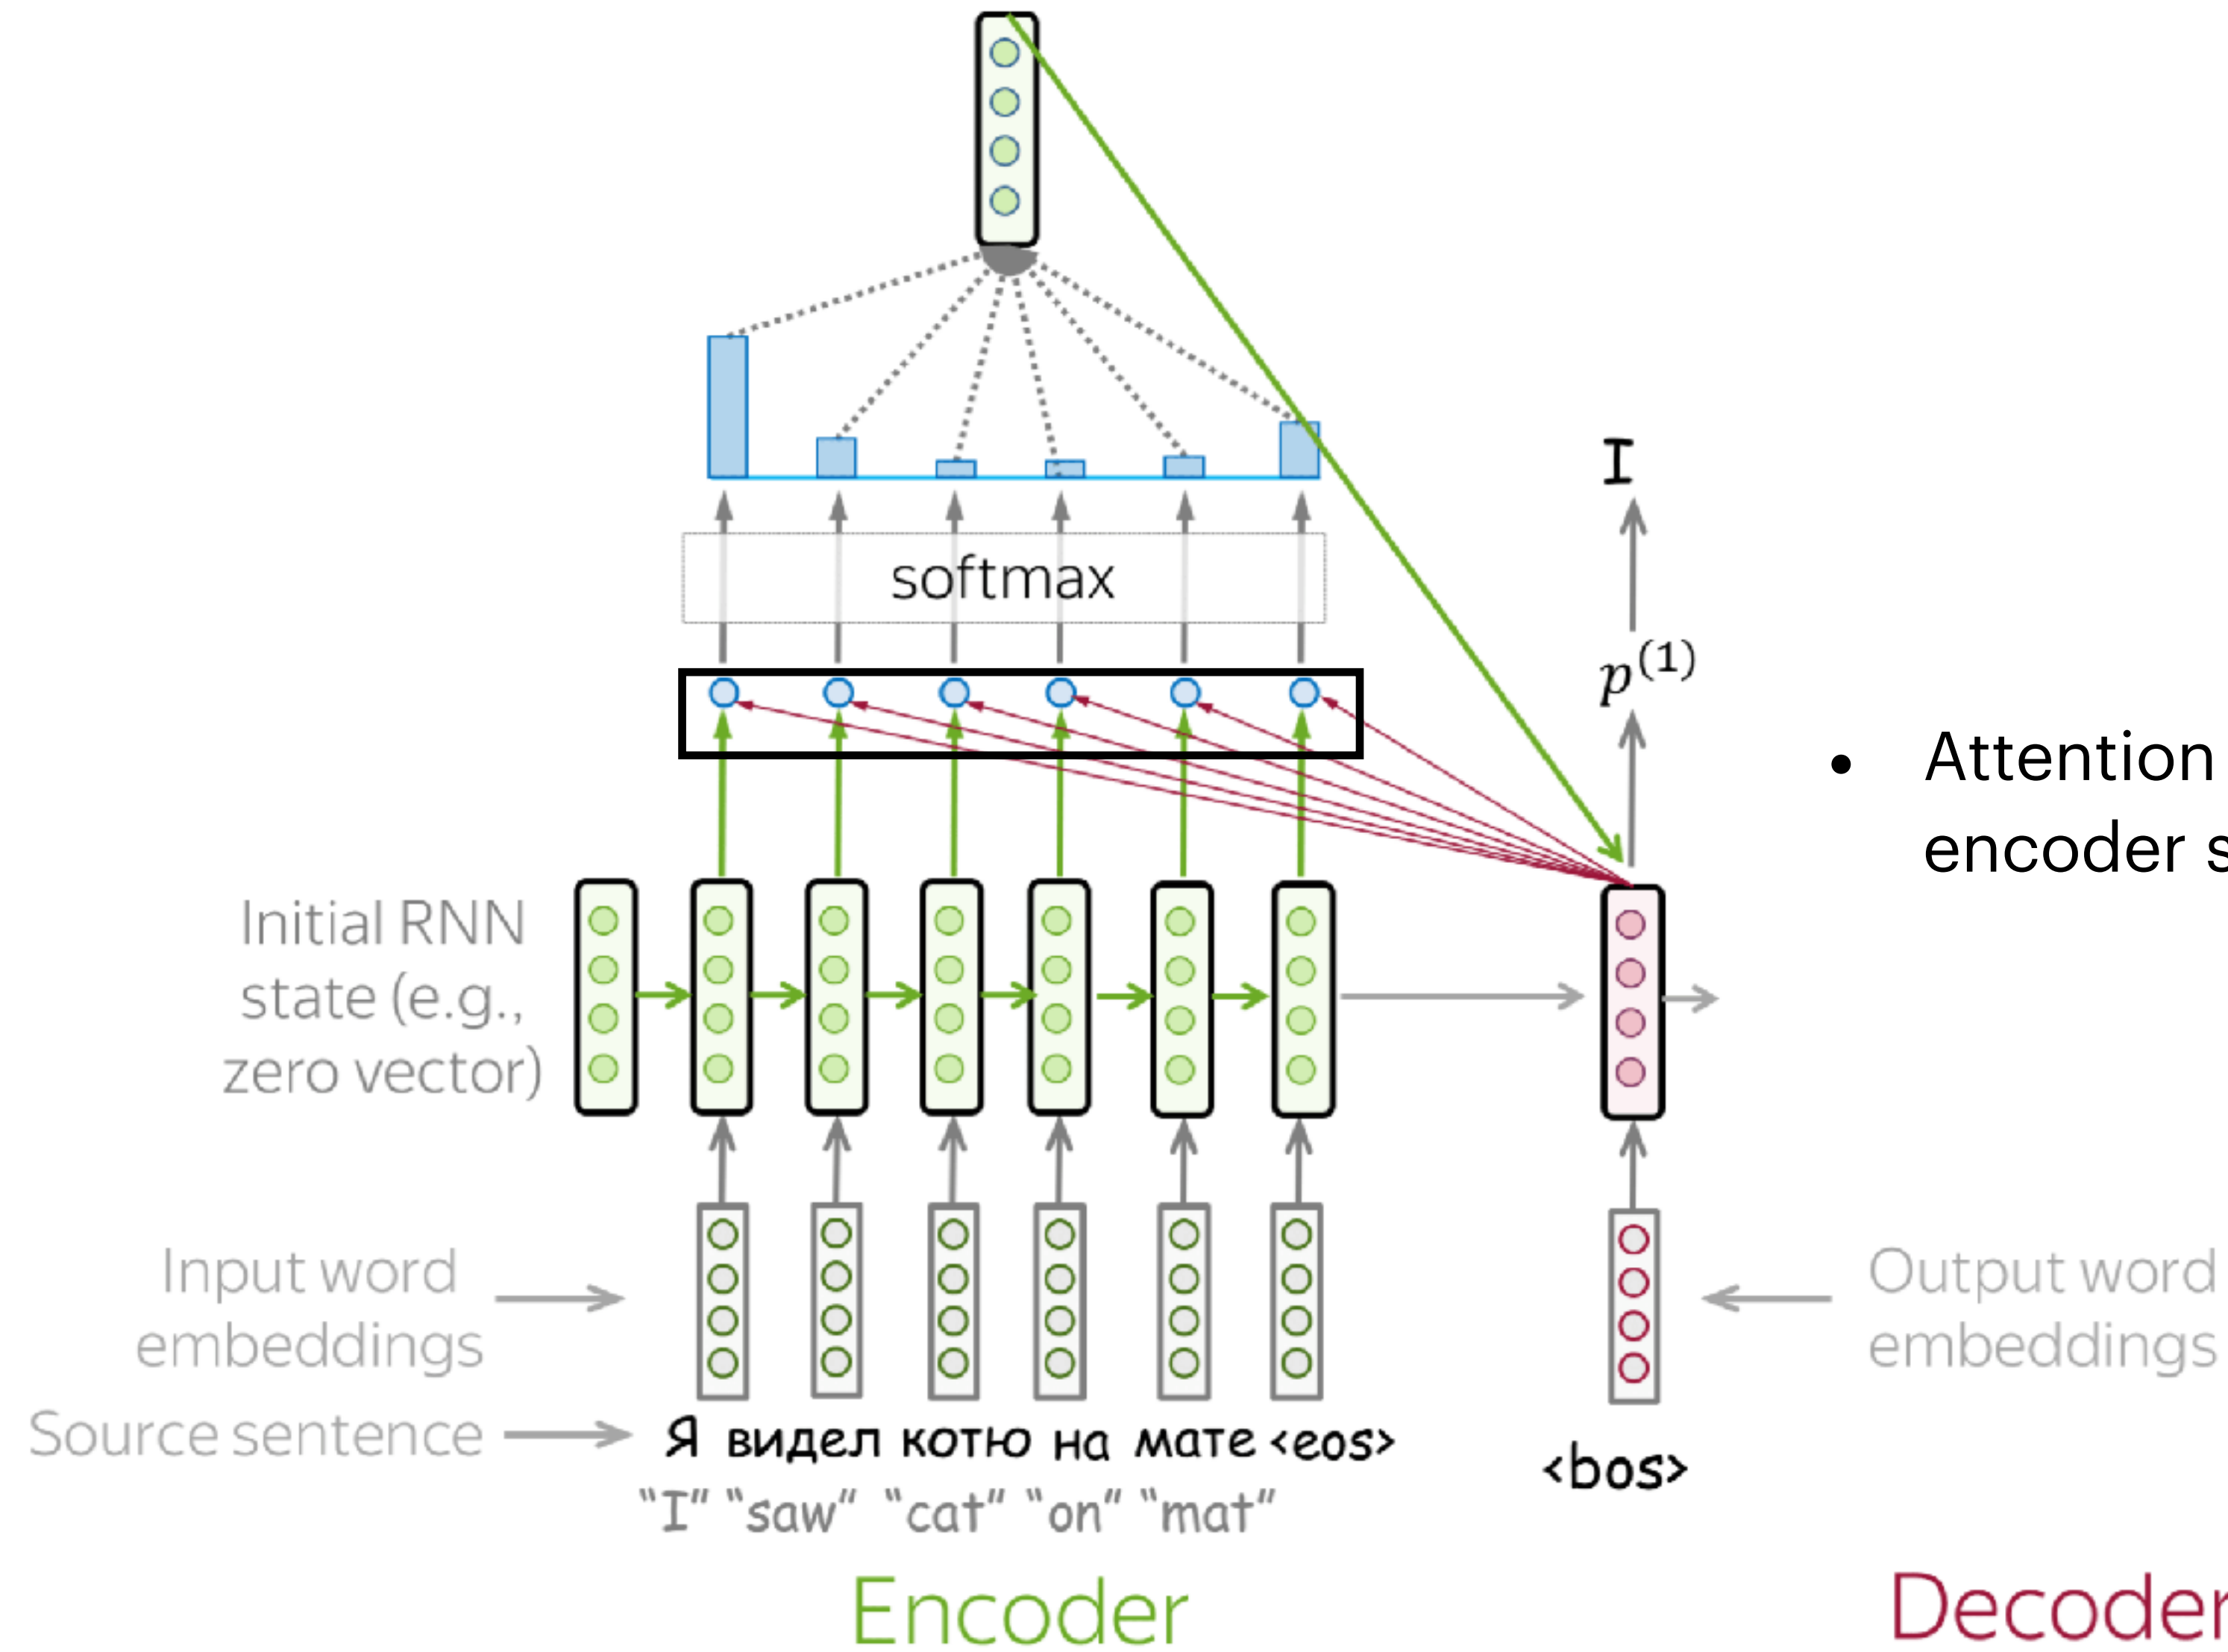 softmax
I
p(1)
• Attention
encoder s
Initial RNN
state (e.g.,
zero vector)
Input word
embeddings
Output word
embeddings
Source sentence
Я видел котю на мате <eos>
"I" "saw" "cat" "on" "mat"
<bos>
Encoder
Decoder